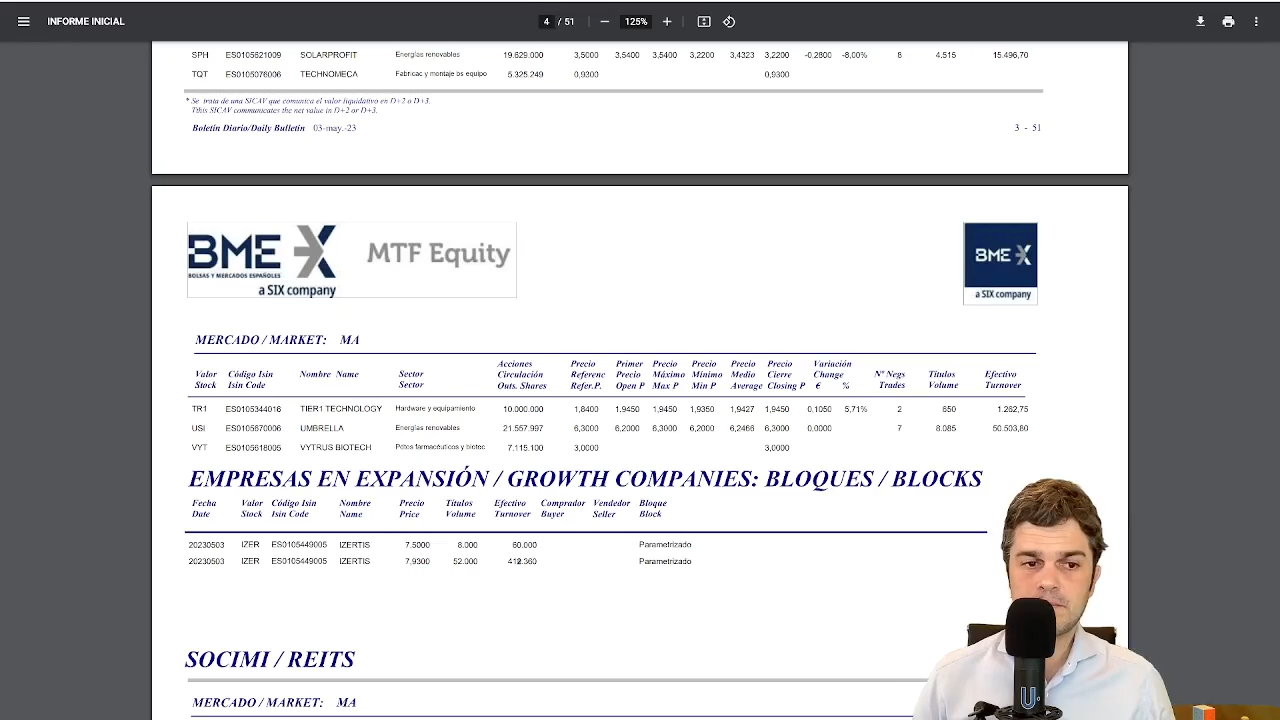 INFORME INICIAL 4 / 51 125%
SPH ES0105621009 SOLARPROFIT Energías renovables 19.629.000 3,5000 3,5400 3,5400 3,2200 3,4323 3,2200 -0,2800 -8,00% 6 4.515 15.496,70
TQT ES0105076006 TECHNOMECA Fabricac y montaje bs equipo 5.325.249 0,9300 0,9300
* Se trata de una SICAV que comunica el valor liquidativo en D+2 o D+3.
Tthis SICAV communicates the net value in D+2 or D+3.
Boletín Diario/Daily Bulletin 03-may.-23 3 - 51
BME X MTF Equity BME X
BOLSAS Y MERCADOS ESPAÑOLES
a SIX company a SIX company
MERCADO / MARKET: MA
Acciones Precio Primer Precio Precio Precio Precio Variación
Valor Código Isin Nombre Name Sector Circulación Referenc Precio Máximo Mínimo Medio Cierre Change Nº Negs Títulos Efectivo
Stock Isin Code Sector Outs. Shares Refer.P. Open P Max P Min P Average Closing P € % Trades Volume Turnover
TR1 ES0105344016 TIER1 TECHNOLOGY Hardware y equipamiento 10.000.000 1,8400 1,9450 1,9450 1,9350 1,9427 1,9450 0,1050 5,71% 2 650 1.262,75
USI ES0105670006 UMBRELLA Energías renovables 21.557.997 6,3000 6,2000 6,3000 6,2000 6,2466 6,3000 0,0000 7 8.085 50.503,80
VYT ES0105618005 VYTRUS BIOTECH Pdtos farmacéuticos y biotec 7.115.100 3,0000 3,0000
EMPRESAS EN EXPANSIÓN / GROWTH COMPANIES: BLOQUES / BLOCKS
Fecha Valor Código Isin Nombre Precio Títulos Efectivo Comprador Vendedor Bloque
Date Stock Isin Code Name Price Volume Turnover Buyer Seller Block
20230503 IZER ES0105449005 IZERTIS 7,5000 8.000 60.000 Parametrizado
20230503 IZER ES0105449005 IZERTIS 7,9300 52.000 412.360 Parametrizado
SOCIMI / REITS
MERCADO / MARKET: MA
U